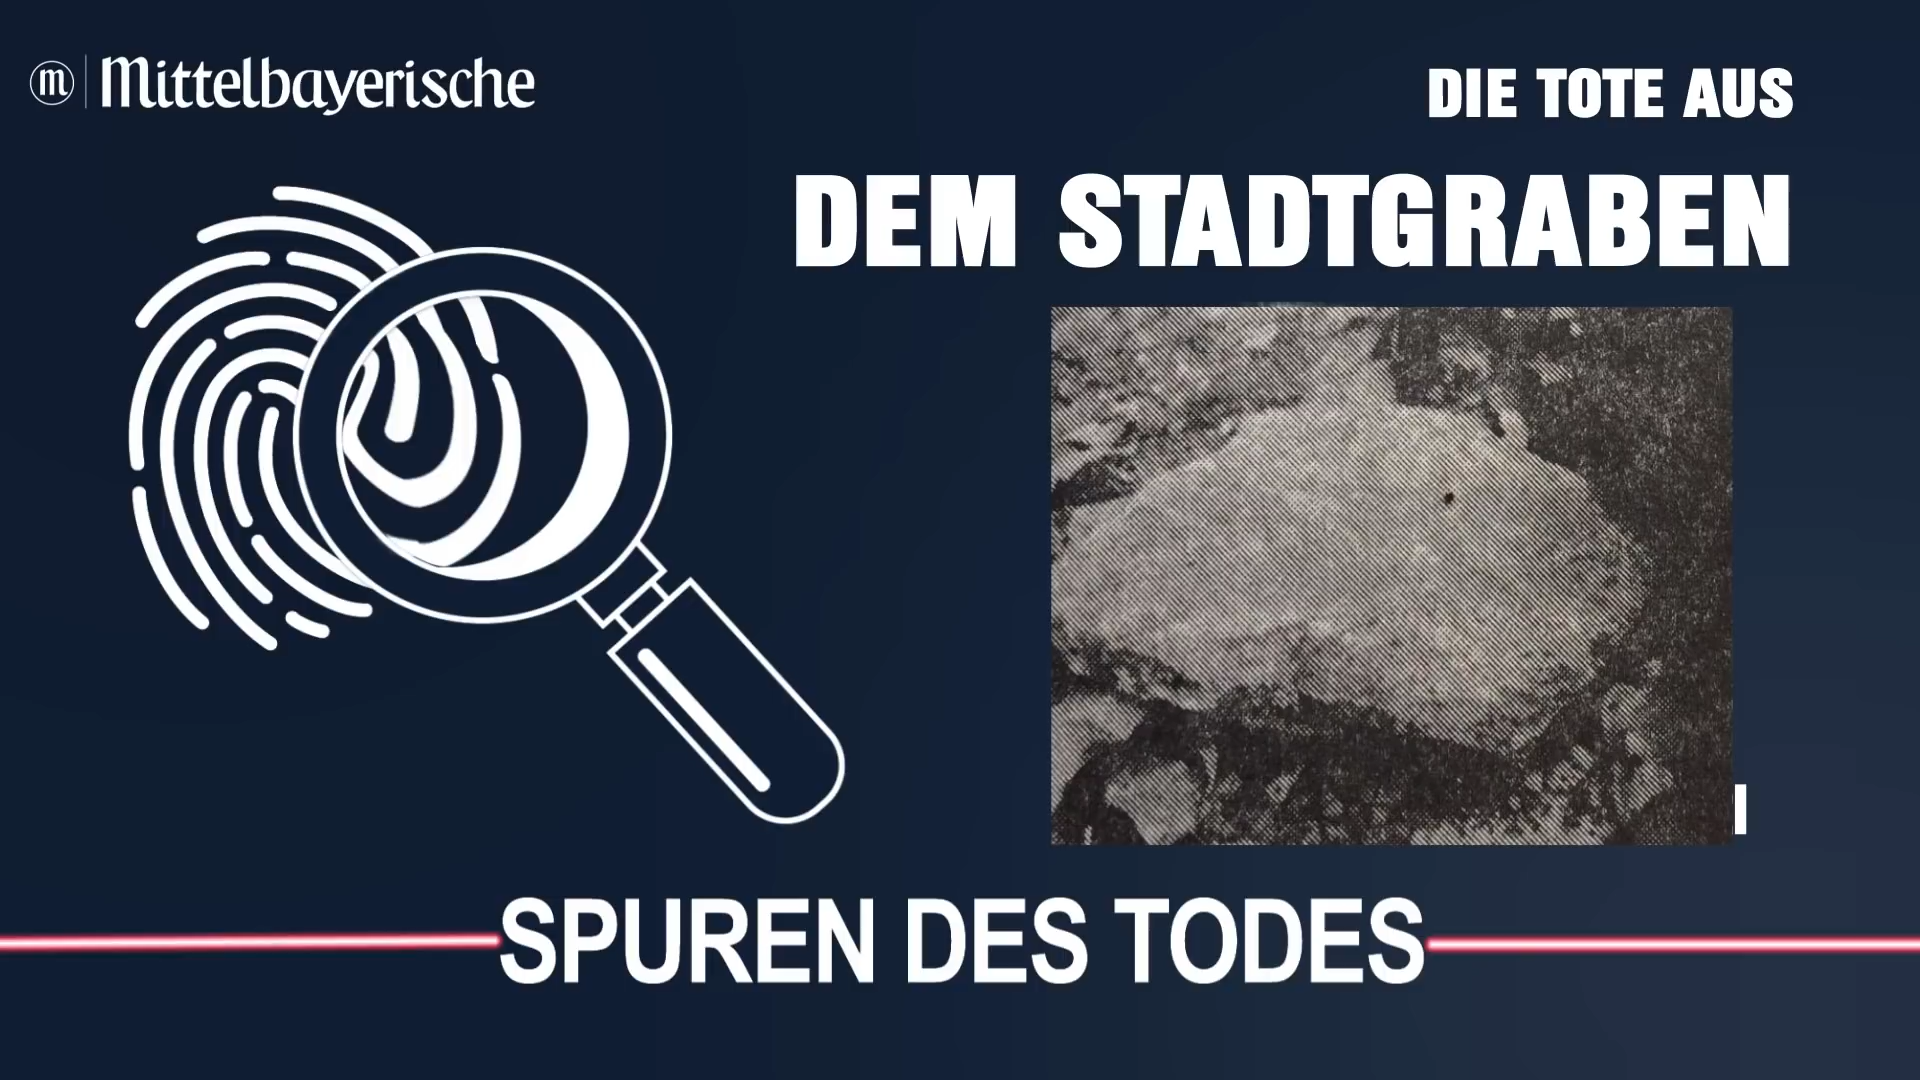 m Mittelbayerische
DIE TOTE AUS
DEM STADTGRABEN
SPUREN DES TODES